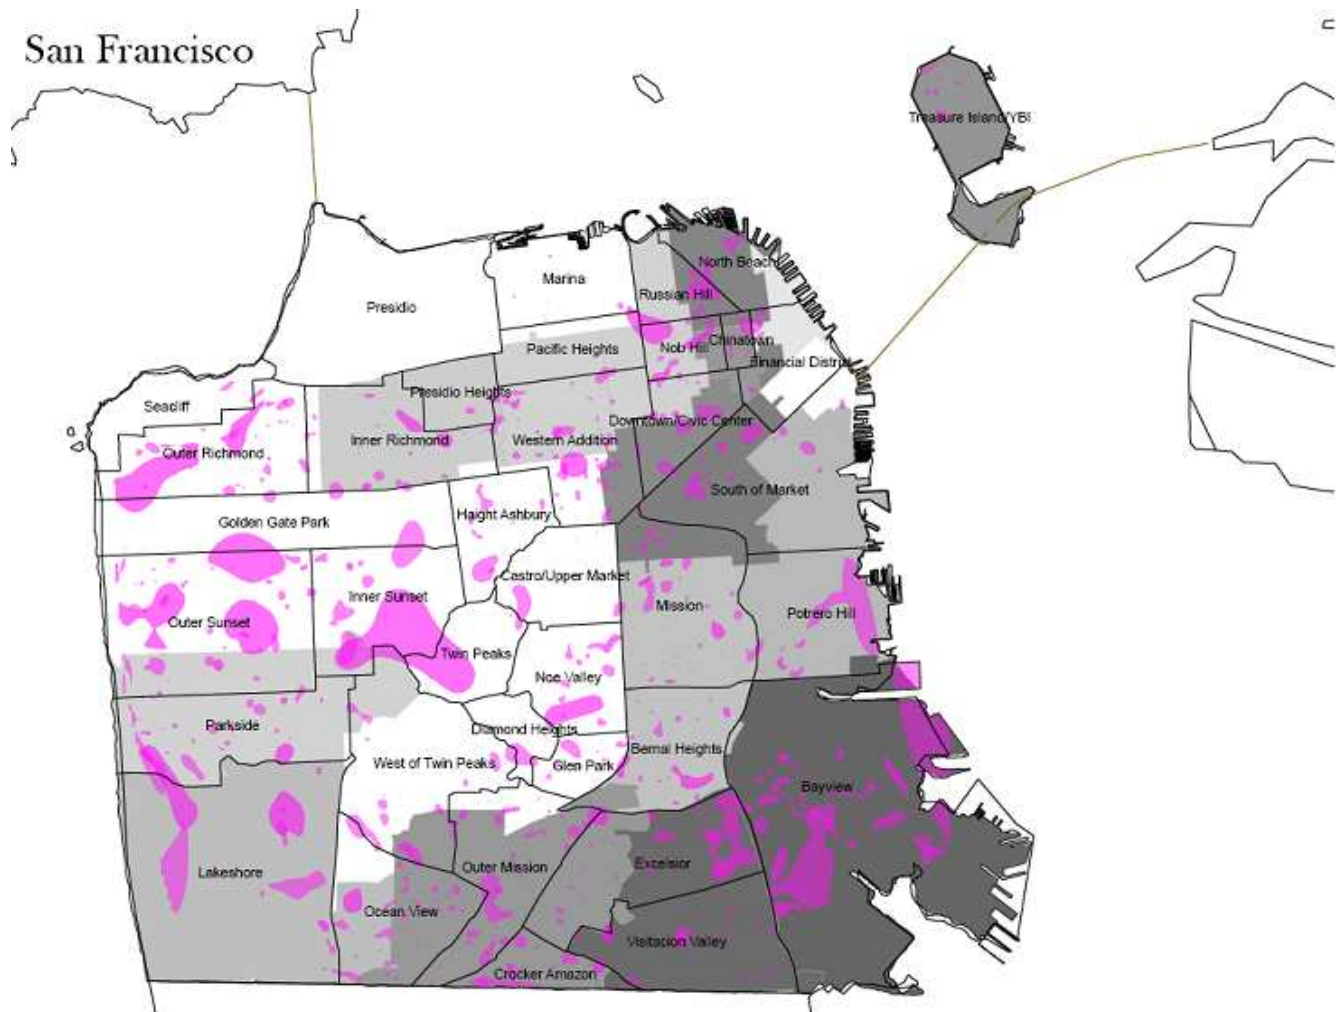 San Francisco
Treasure Island/YBI
North Beach
Marina
Russian Hill
Presidio
Chinatown
Nob Hill
Pacific Heights
Financial District
Presidio Heights
Seacliff
Downtown/Civic Center
Inner Richmond
Western Addition
Outer Richmond
South of Market
Haight Ashbury
Golden Gate Park
Castro/Upper Market
Inner Sunset
Mission
Potrero Hill
Outer Sunset
Twin Peaks
Noe Valley
Parkside
Diamond Heights
Bernal Heights
West of Twin Peaks
Glen Park
Bayview
Excelsior
Outer Mission
Lakeshore
Ocean View
Visitacion Valley
Crocker Amazon